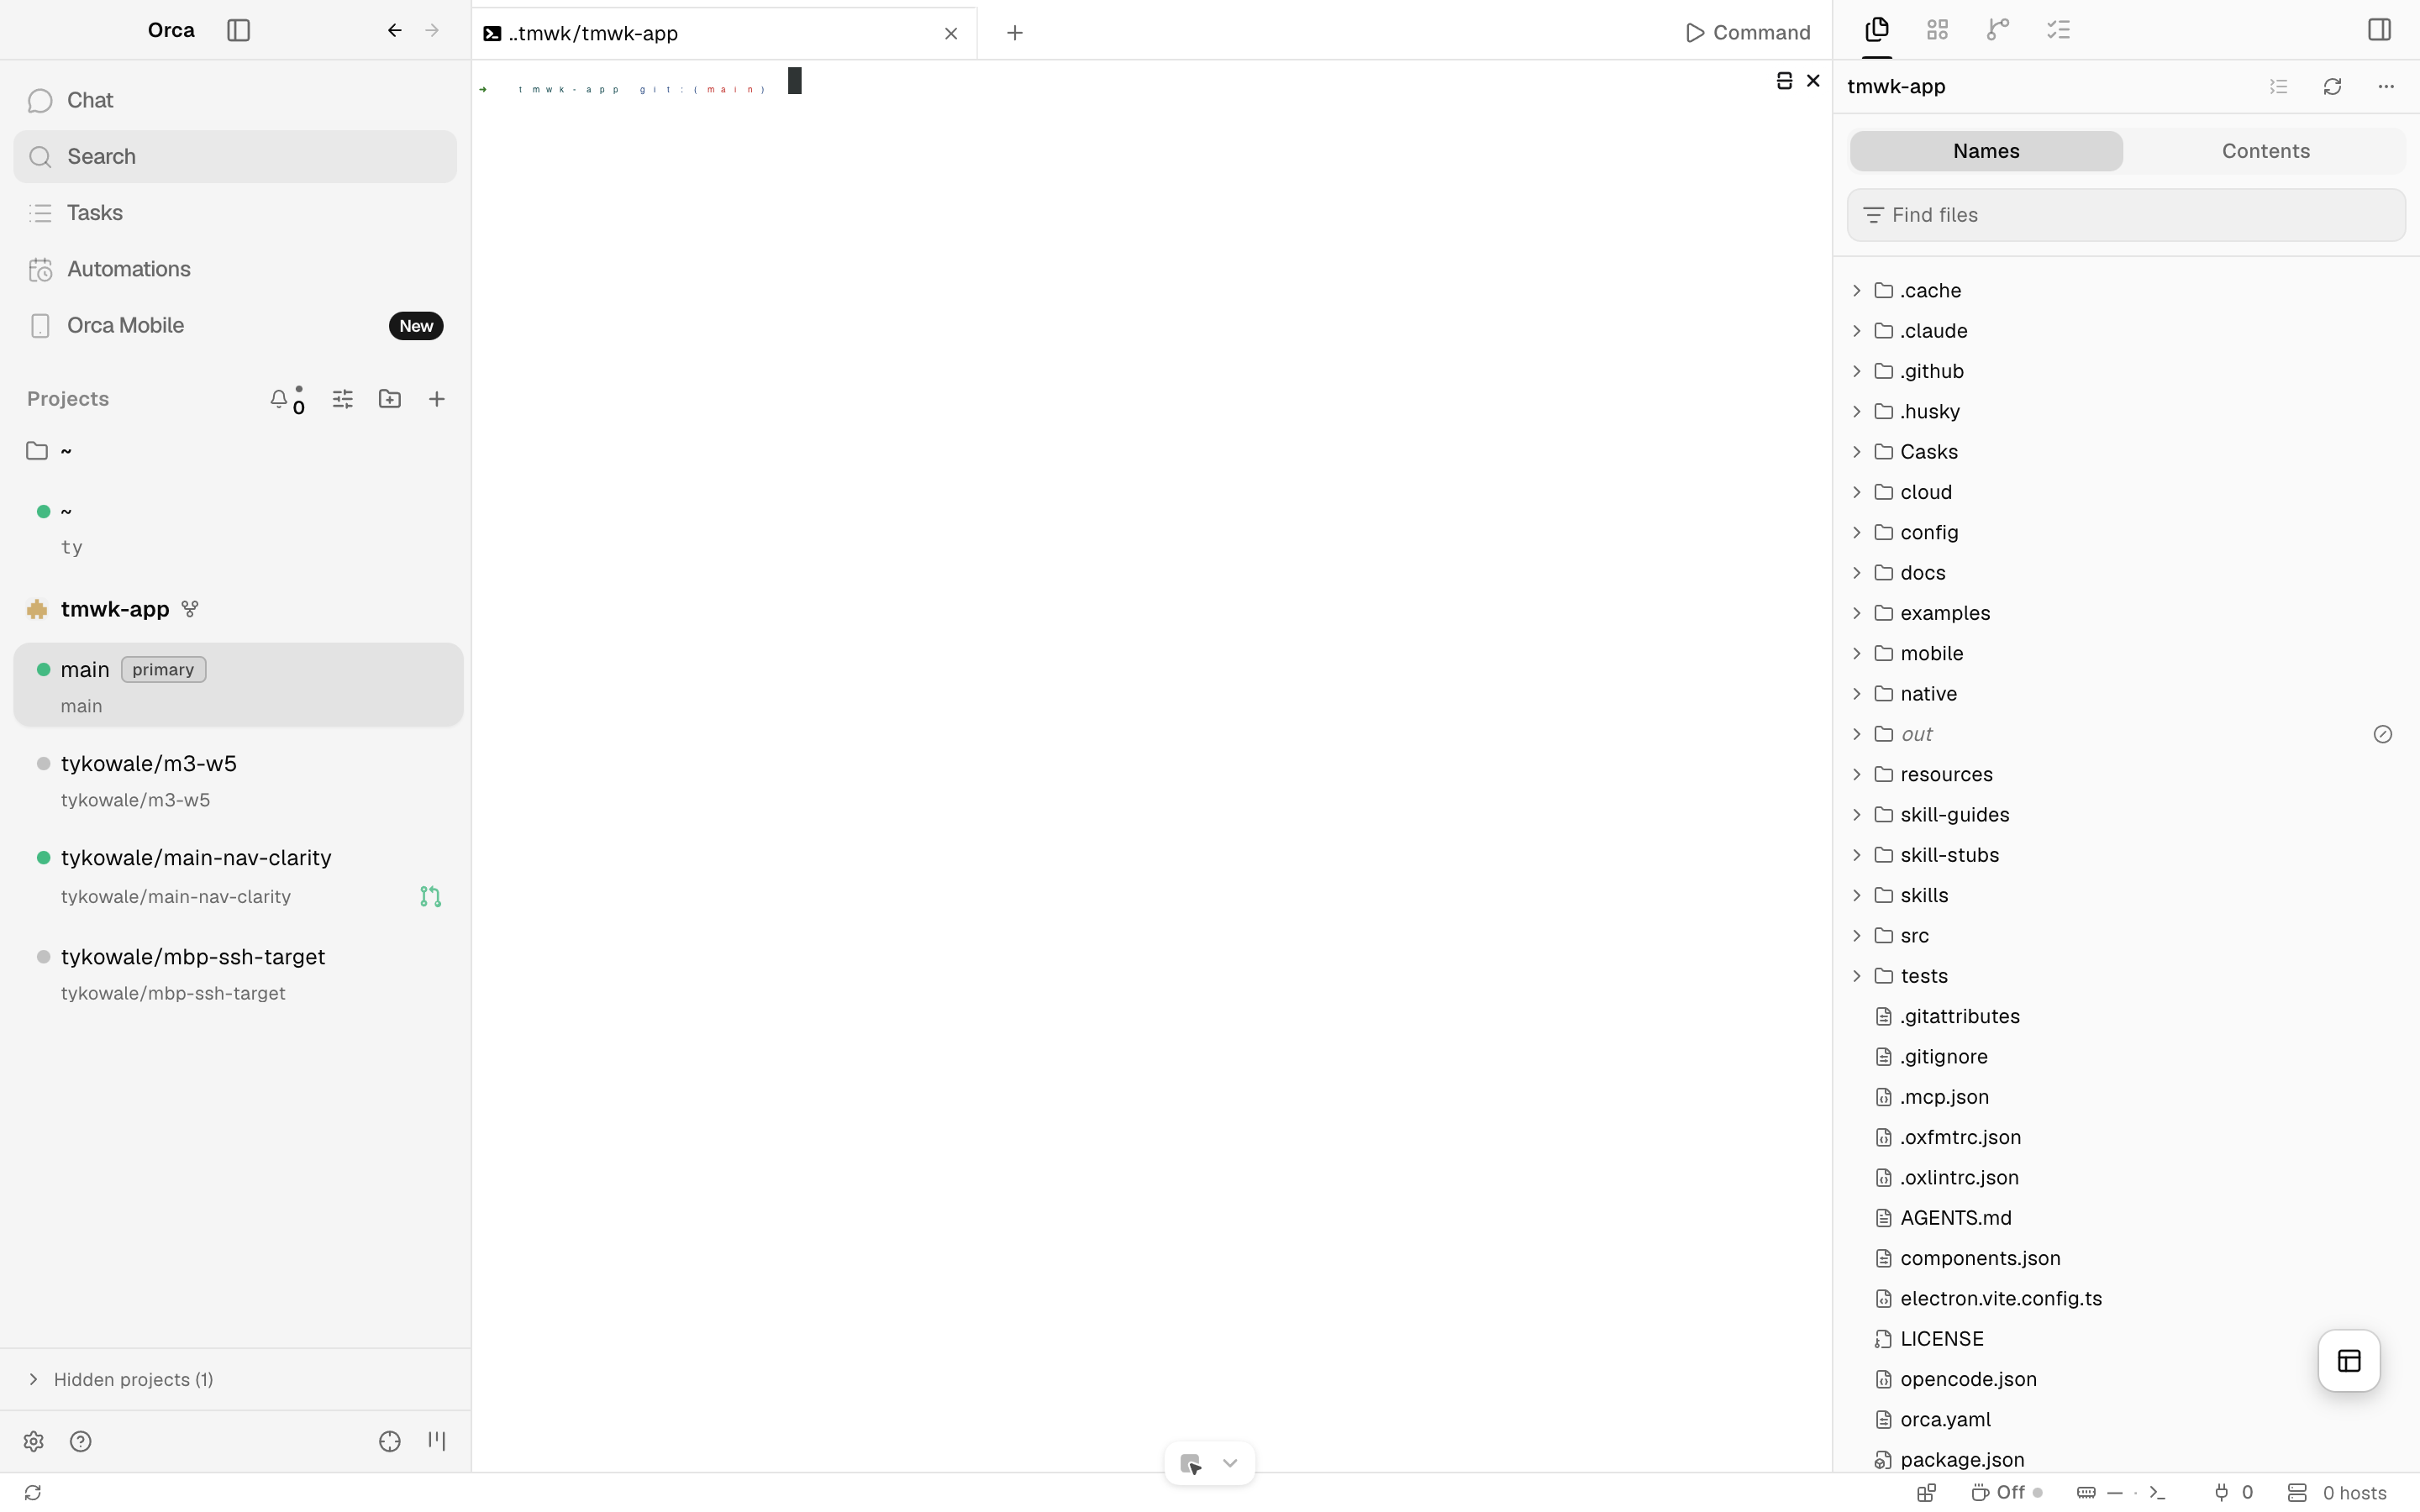 Orca
Chat
Search
Tasks
Automations
Orca Mobile
New
Projects
0
~
~
ty
tmwk-app
main
primary
main
tykowale/m3-w5
tykowale/m3-w5
tykowale/main-nav-clarity
tykowale/main-nav-clarity
tykowale/mbp-ssh-target
tykowale/mbp-ssh-target
Hidden projects (1)
..tmwk/tmwk-app
Command
→ tmwk-app git:(main)
tmwk-app
Names
Contents
Find files
.cache
.claude
.github
.husky
Casks
cloud
config
docs
examples
mobile
native
out
resources
skill-guides
skill-stubs
skills
src
tests
.gitattributes
.gitignore
.mcp.json
.oxfmtrc.json
.oxlintrc.json
AGENTS.md
components.json
electron.vite.config.ts
LICENSE
opencode.json
orca.yaml
package.json
Off
— ·
0
0 hosts